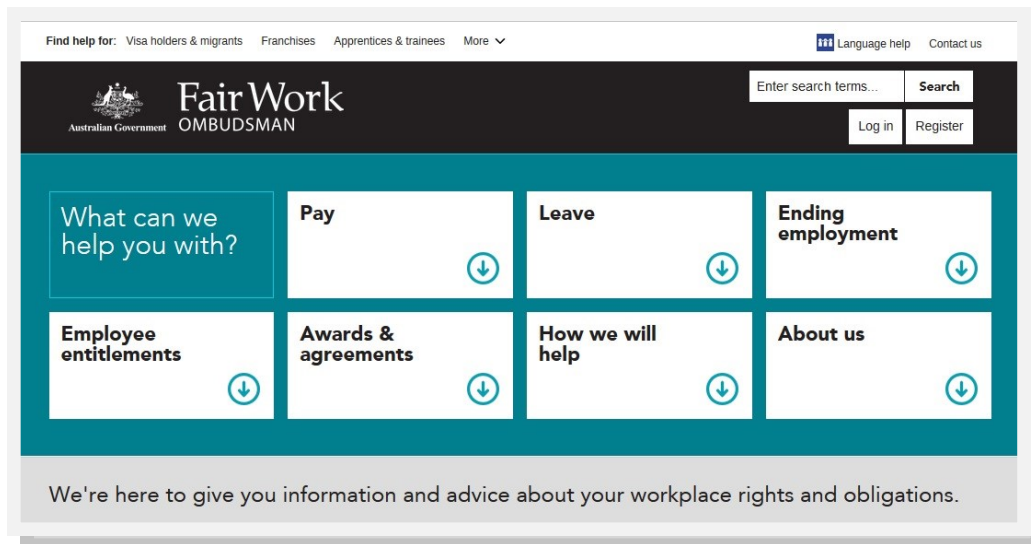 Find help for: Visa holders & migrants Franchises Apprentices & trainees More
Language help Contact us
Australian Government
Fair Work
OMBUDSMAN
Enter search terms... Search
Log in Register
What can we
help you with?
Pay
Leave
Ending
employment
Employee
entitlements
Awards &
agreements
How we will
help
About us
We're here to give you information and advice about your workplace rights and obligations.